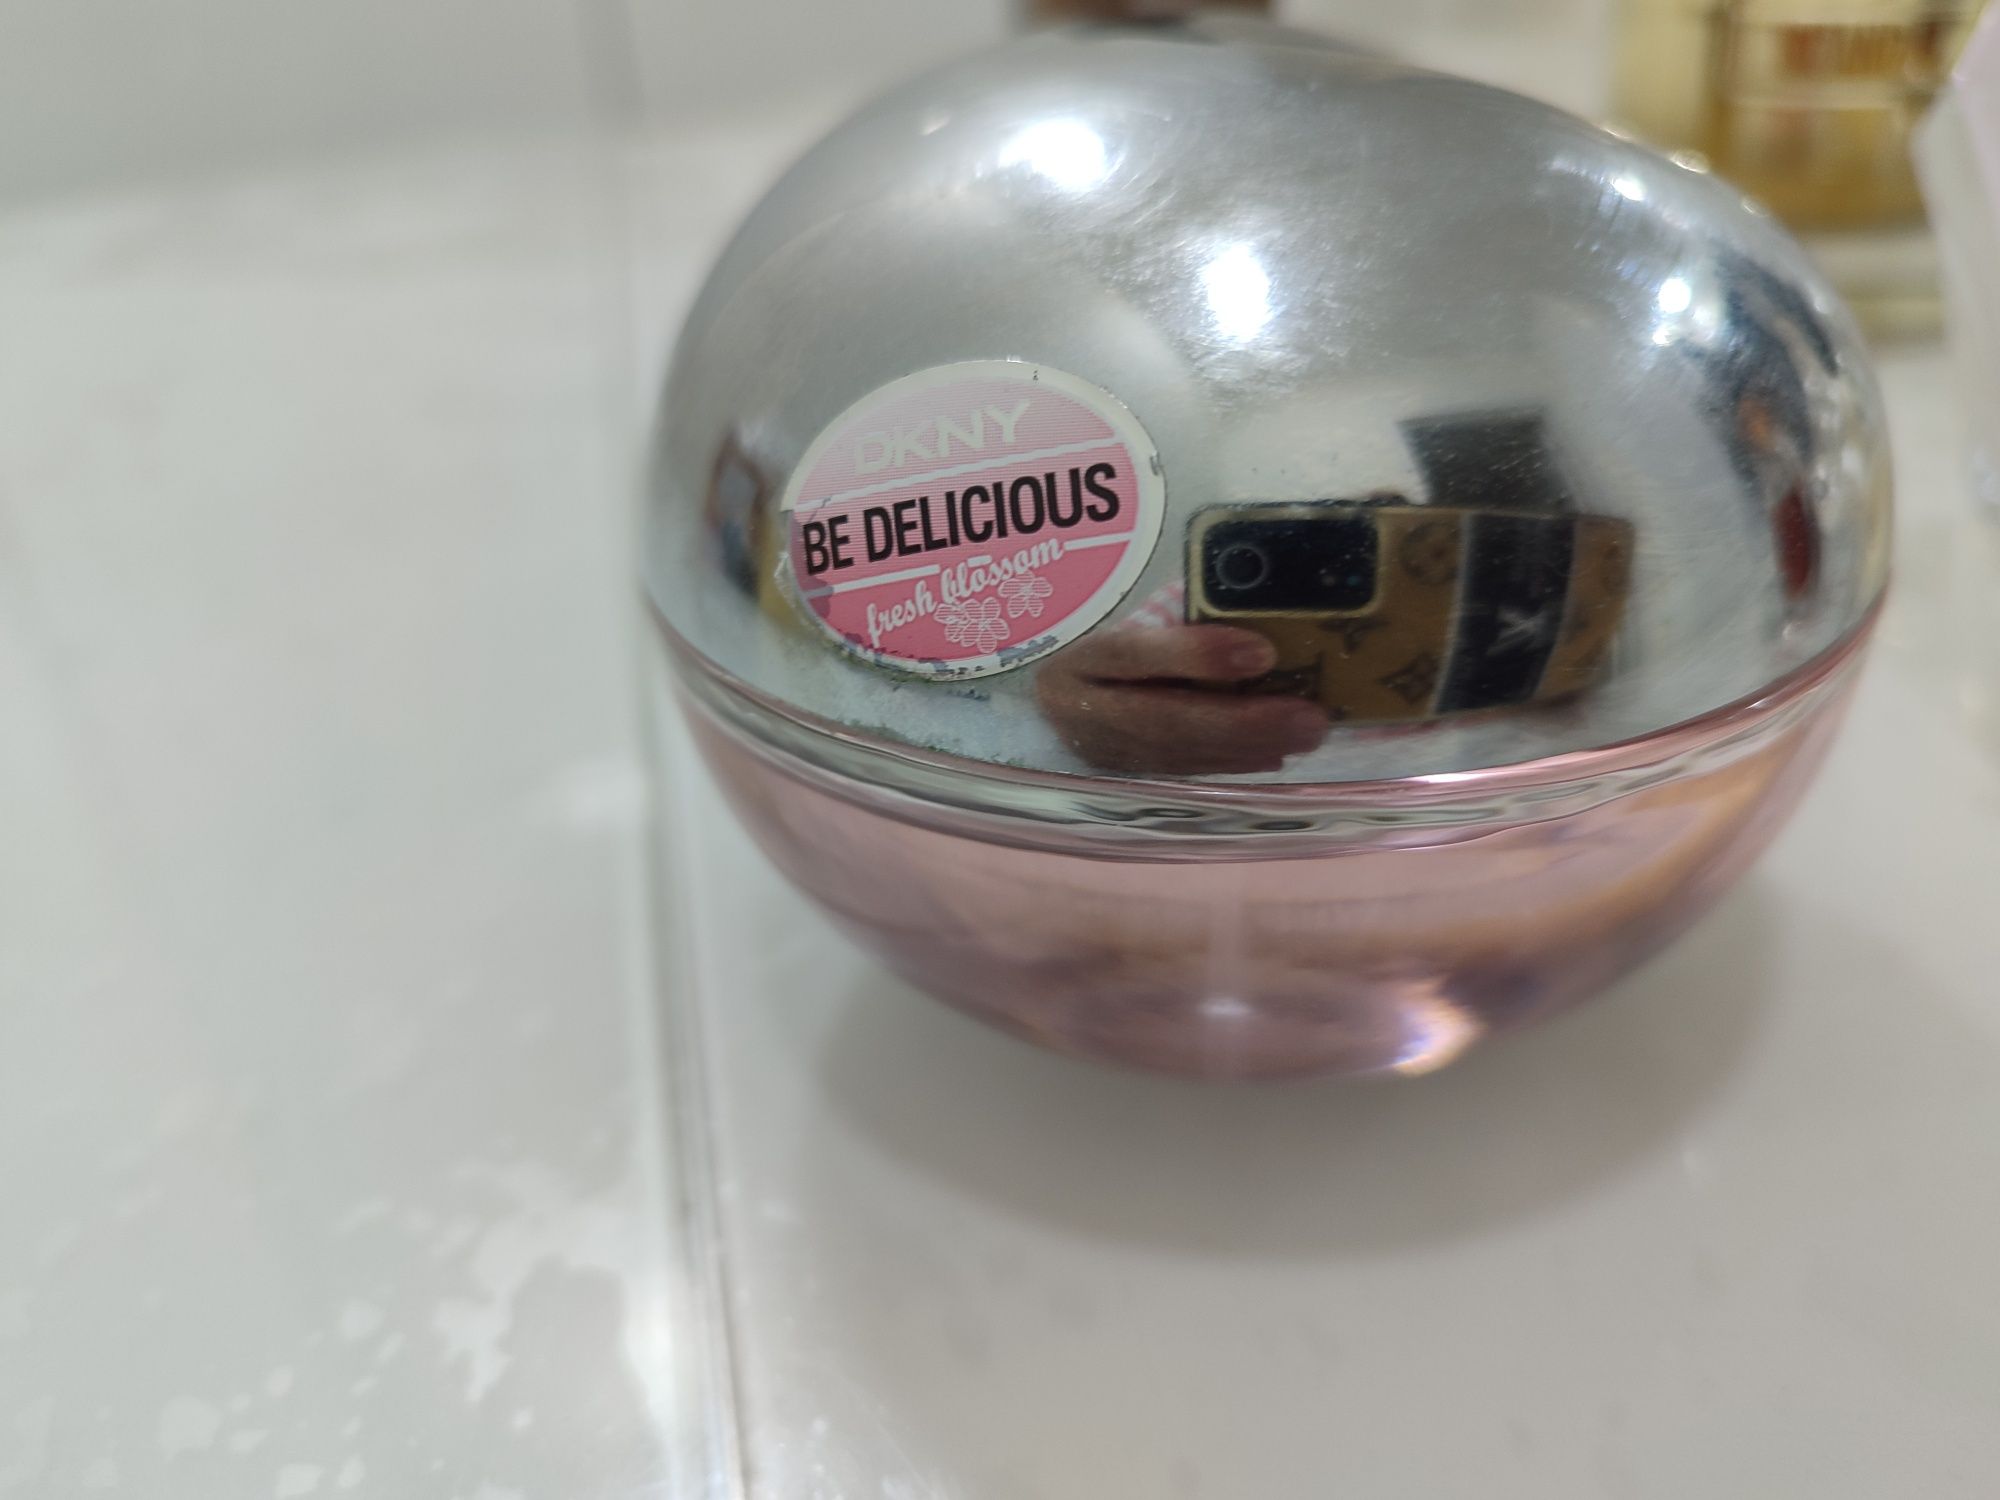 DKNY
BE DELICIOUS
fresh blossom